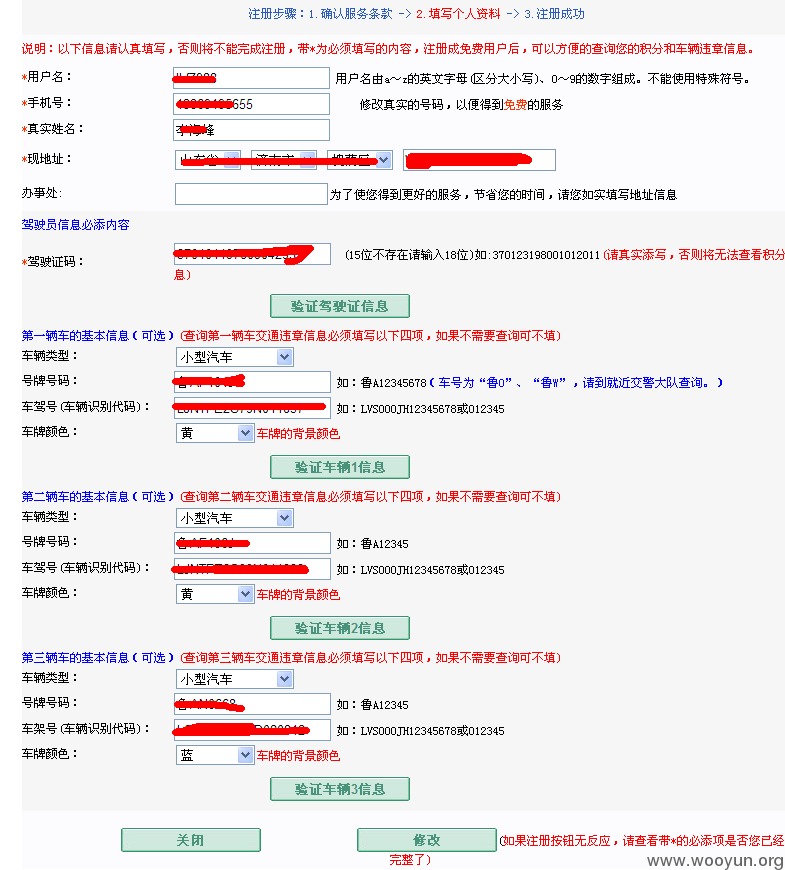 注册步骤：1.确认服务条款 -> 2.填写个人资料 -> 3.注册成功
说明：以下信息请认真填写，否则将不能完成注册，带*为必须填写的内容，注册成免费用户后，可以方便的查询您的积分和车辆违章信息。
*用户名： 用户名由a～z的英文字母(区分大小写)、0～9的数字组成。不能使用特殊符号。
*手机号： 655 修改真实的号码，以便得到免费的服务
*真实姓名：
*现地址：
办事处： 为了使您得到更好的服务，节省您的时间，请您如实填写地址信息
驾驶员信息必添内容
*驾驶证码： (15位不存在请输入18位)如:370123198001012011(请真实添写，否则将无法查看积分
息)
验证驾驶证信息
第一辆车的基本信息(可选)(查询第一辆车交通违章信息必须填写以下四项，如果不需要查询可不填)
车辆类型： 小型汽车
号牌号码： 如：鲁A12345678(车号为“鲁O”、“鲁W”，请到就近交警大队查询。)
车驾号(车辆识别代码)： 如：LVS000JH12345678或012345
车牌颜色： 黄 车牌的背景颜色
验证车辆1信息
第二辆车的基本信息(可选)(查询第二辆车交通违章信息必须填写以下四项，如果不需要查询可不填)
车辆类型： 小型汽车
号牌号码： 如：鲁A12345
车驾号(车辆识别代码)： 如：LVS000JH12345678或012345
车牌颜色： 黄 车牌的背景颜色
验证车辆2信息
第三辆车的基本信息(可选)(查询第三辆车交通违章信息必须填写以下四项，如果不需要查询可不填)
车辆类型： 小型汽车
号牌号码： 如：鲁A12345
车架号(车辆识别代码)： 如：LVS000JH12345678或012345
车牌颜色： 蓝 车牌的背景颜色
验证车辆3信息
关闭 修改 (如果注册按钮无反应，请查看带*的必添项是否您已经
完整了)
www.wooyun.org